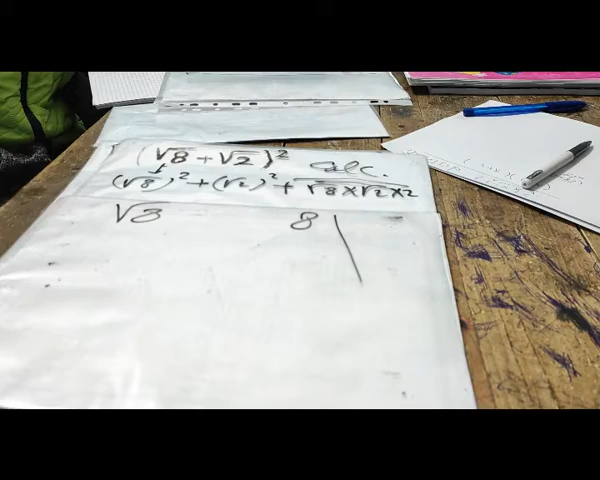 (√8 + √2)² Calc.
(√8)² + (√2)² + √8 × √2 × 2
√8 8